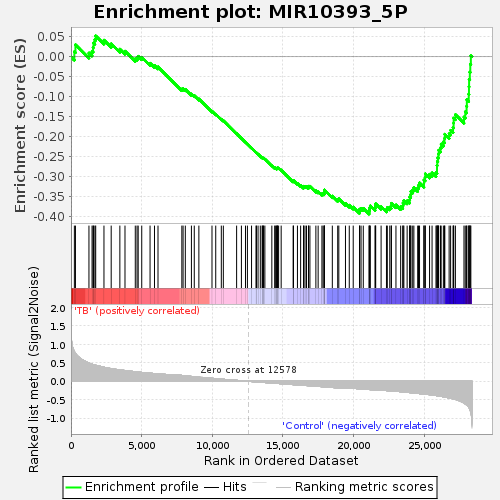 Enrichment plot: MIR10393_5P
Enrichment score (ES)
0.05
0.00
-0.05
-0.10
-0.15
-0.20
-0.25
-0.30
-0.35
-0.40
'TB' (positively correlated)
Ranked list metric (Signal2Noise)
2.0
1.5
1.0
0.5
0.0
-0.5
-1.0
Zero cross at 12578
'Control' (negatively correlated)
0 5,000 10,000 15,000 20,000 25,000
Rank in Ordered Dataset
Enrichment profile Hits Ranking metric scores